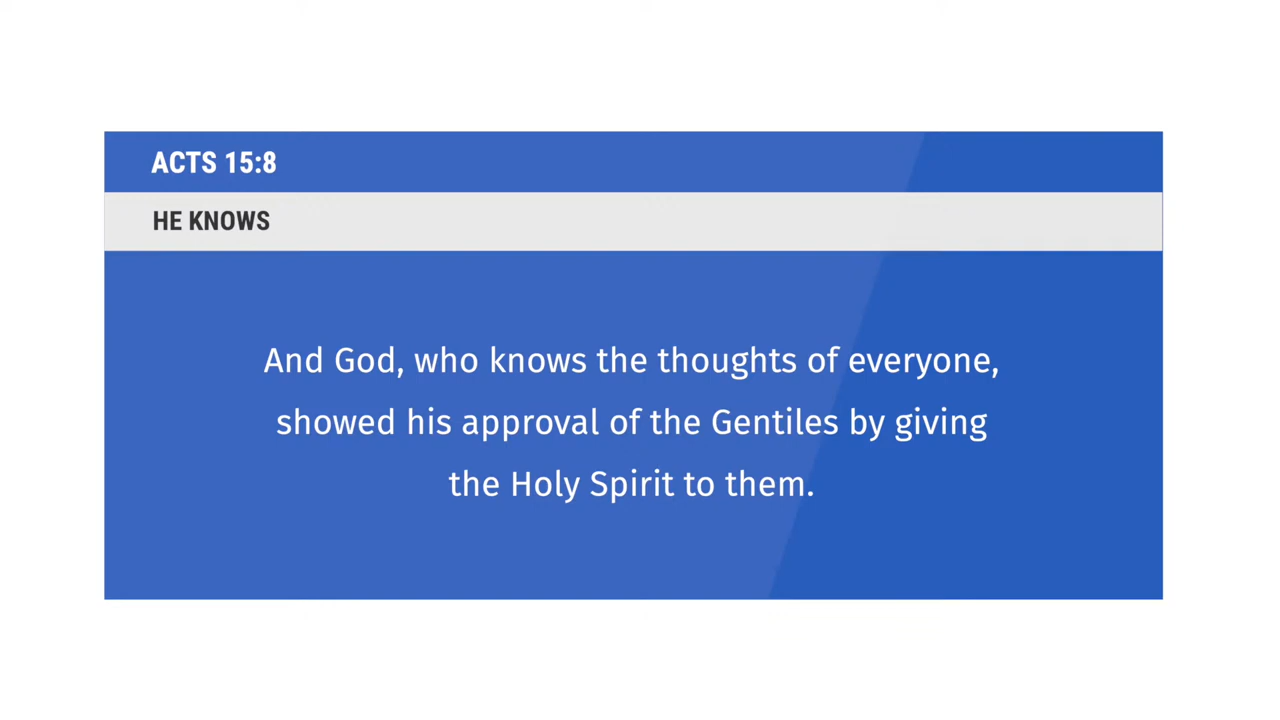 ACTS 15:8
HE KNOWS
And God, who knows the thoughts of everyone,
showed his approval of the Gentiles by giving
the Holy Spirit to them.